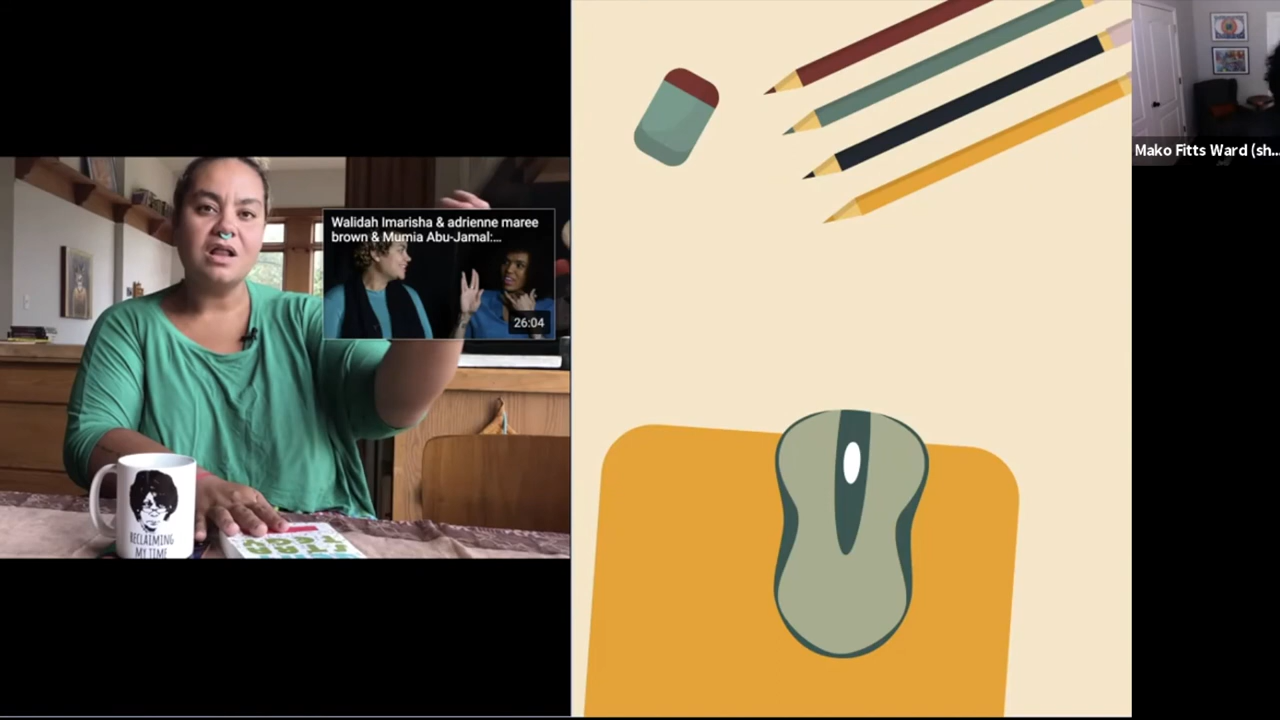 Walidah Imarisha & adrienne maree
brown & Mumia Abu-Jamal:...
26:04
RECLAIMING
MY TIME
Mako Fitts Ward (sh...